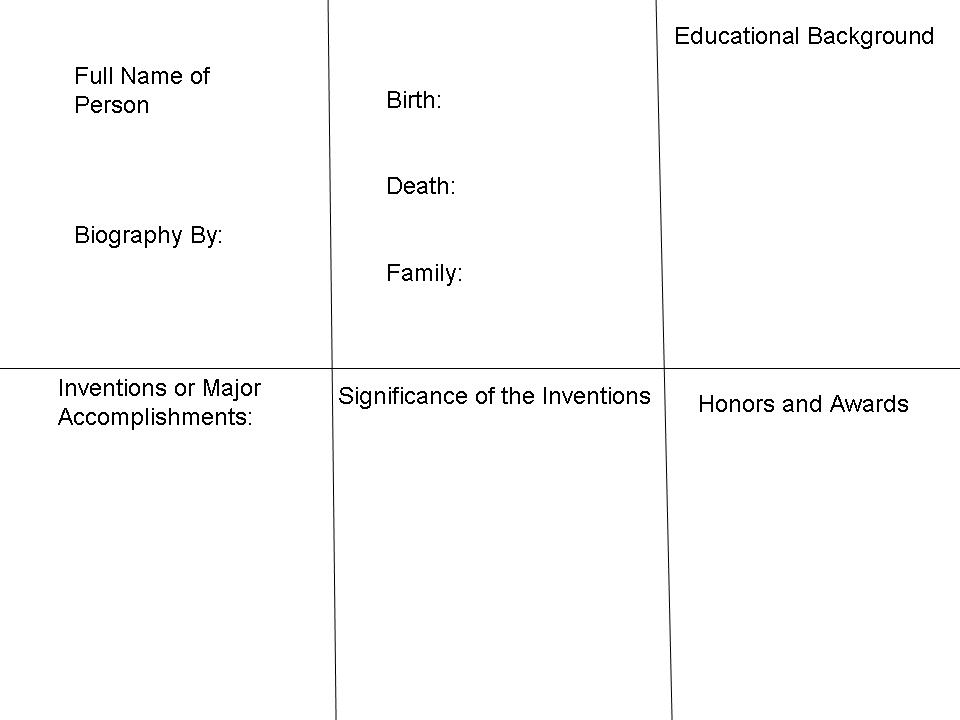 Full Name of
Person
Biography By:
Birth:
Death:
Family:
Educational Background
Inventions or Major
Accomplishments:
Significance of the Inventions
Honors and Awards